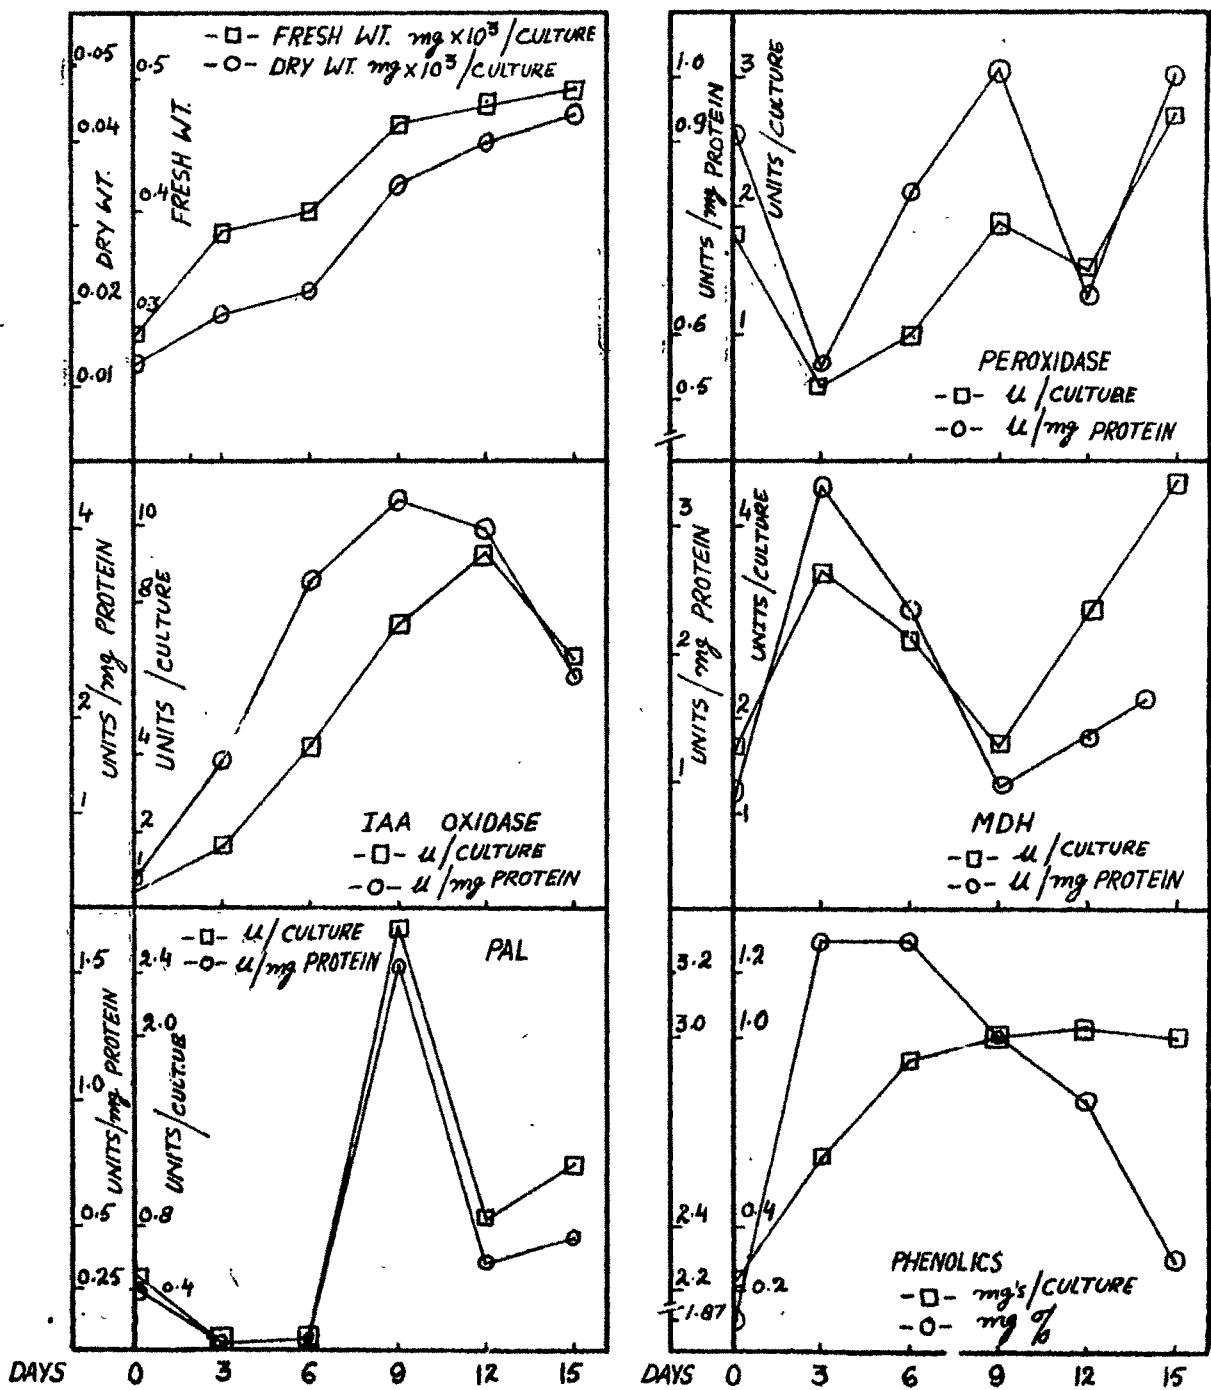 -□- FRESH WT. mg x10³/CULTURE
-○- DRY WT. mg x10³/CULTURE
0.05
0.04
0.02
0.01
DRY WT.
0.5
0.4
0.3
FRESH WT.
1.0
0.9
0.6
0.5
UNITS/mg PROTEIN
3
2
1
UNITS/CULTURE
PEROXIDASE
-□- u/CULTURE
-○- u/mg PROTEIN
4
2
1
UNITS/mg PROTEIN
10
8
4
2
1
UNITS/CULTURE
IAA OXIDASE
-□- u/CULTURE
-○- u/mg PROTEIN
3
2
1
UNITS/mg PROTEIN
4
2
1
UNITS/CULTURE
MDH
-□- u/CULTURE
-○- u/mg PROTEIN
-□- u/CULTURE
-○- u/mg PROTEIN
PAL
1.5
1.0
0.5
0.25
UNITS/mg PROTEIN
2.4
2.0
0.8
0.4
3.2
3.0
2.4
2.2
1.87
1.2
1.0
0.4
0.2
PHENOLICS
-□- mg's/CULTURE
-○- mg %
DAYS 0 3 6 9 12 15
DAYS 0 3 6 9 12 15